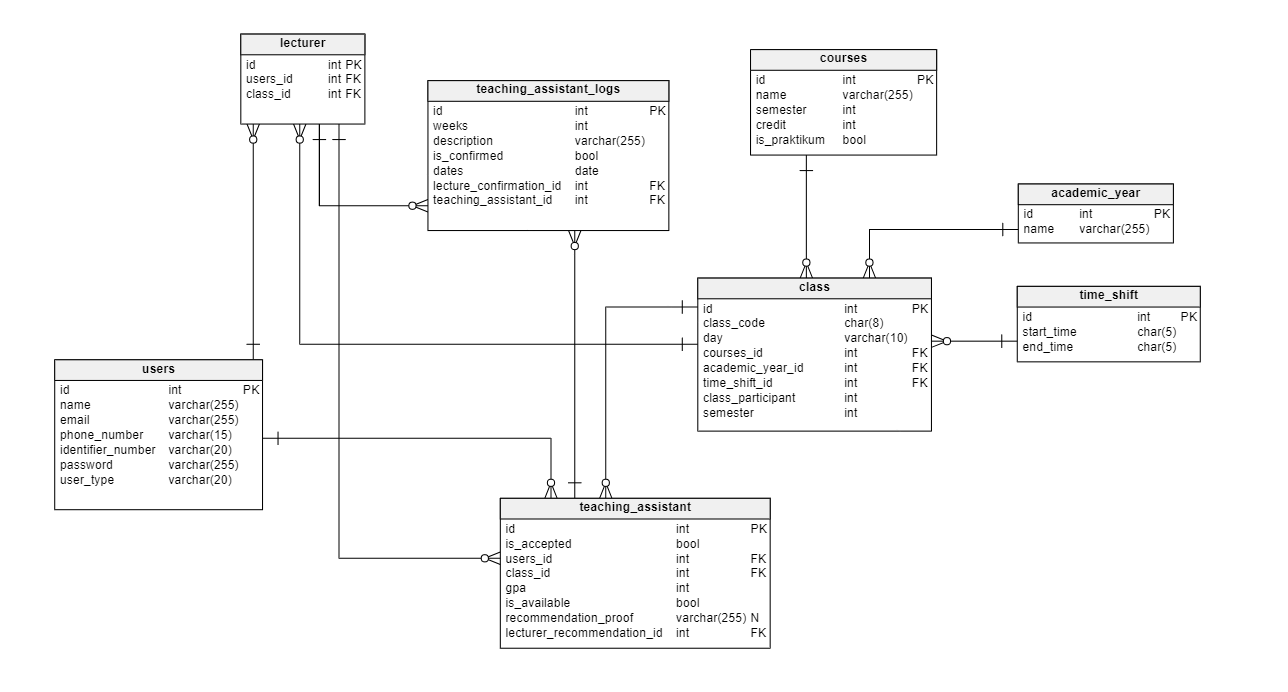 lecturer
id int PK
users_id int FK
class_id int FK
teaching_assistant_logs
id int PK
weeks int
description varchar(255)
is_confirmed bool
dates date
lecture_confirmation_id int FK
teaching_assistant_id int FK
courses
id int PK
name varchar(255)
semester int
credit int
is_praktikum bool
academic_year
id int PK
name varchar(255)
class
id int PK
class_code char(8)
day varchar(10)
courses_id int FK
academic_year_id int FK
time_shift_id int FK
class_participant int
semester int
time_shift
id int PK
start_time char(5)
end_time char(5)
users
id int PK
name varchar(255)
email varchar(255)
phone_number varchar(15)
identifier_number varchar(20)
password varchar(255)
user_type varchar(20)
teaching_assistant
id int PK
is_accepted bool
users_id int FK
class_id int FK
gpa int
is_available bool
recommendation_proof varchar(255) N
lecturer_recommendation_id int FK